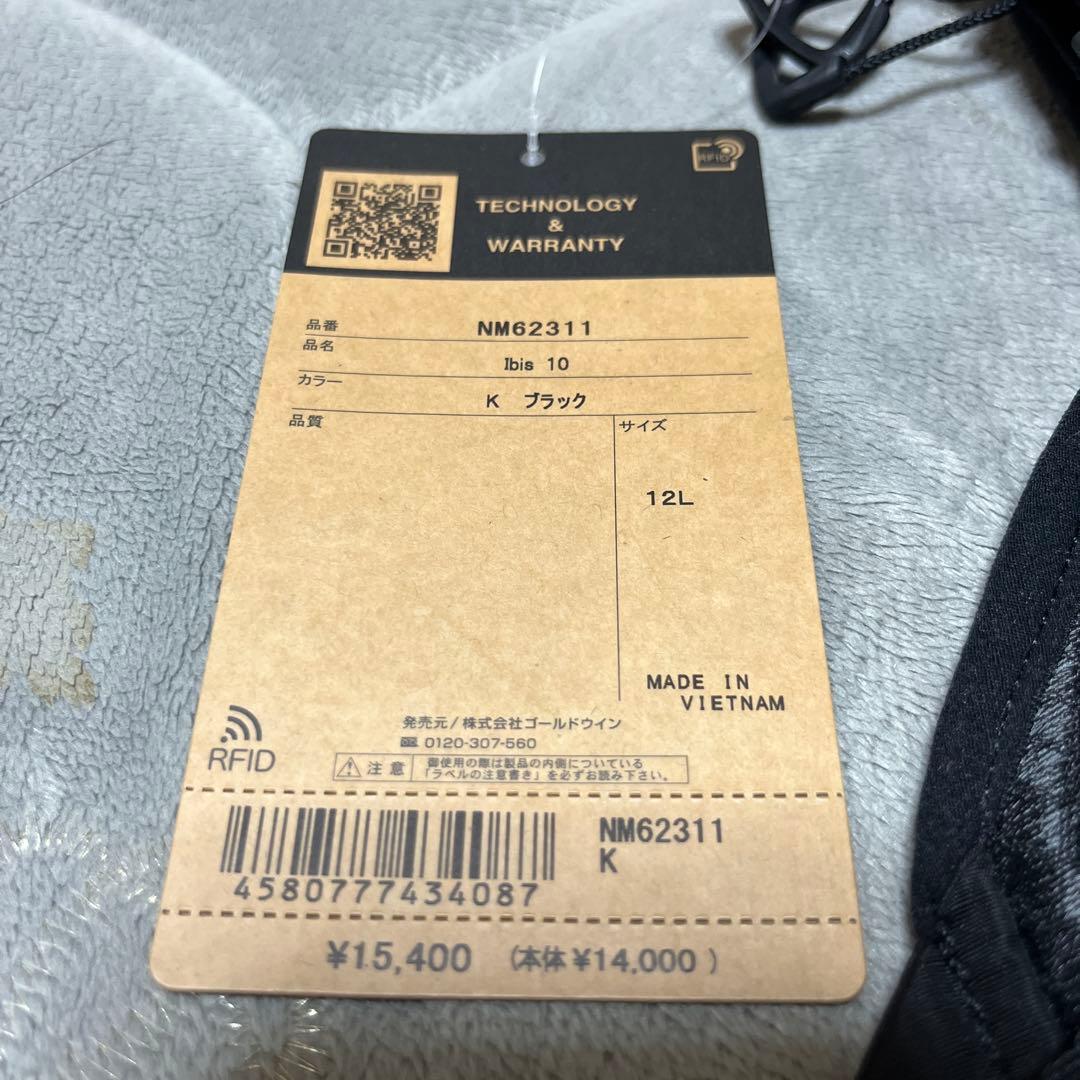 RFID
TECHNOLOGY
&
WARRANTY
品番 NM62311
品名 Ibis 10
カラー K ブラック
品質
サイズ
12L
MADE IN
VIETNAM
発売元/株式会社ゴールドウイン
0120-307-560
RFID
注意
御使用の際は製品の内側についている
「ラベルの注意書き」を必ずお読み下さい。
4580777434087
NM62311
K
¥15,400 (本体¥14,000)